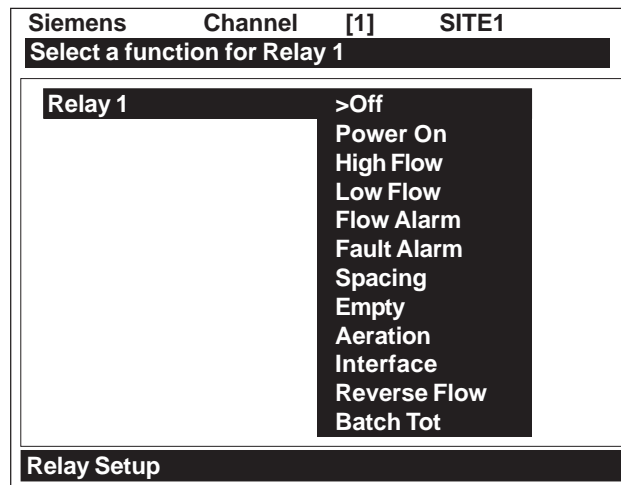 Siemens Channel [1] SITE1
Select a function for Relay 1
Relay 1 >Off
Power On
High Flow
Low Flow
Flow Alarm
Fault Alarm
Spacing
Empty
Aeration
Interface
Reverse Flow
Batch Tot
Relay Setup